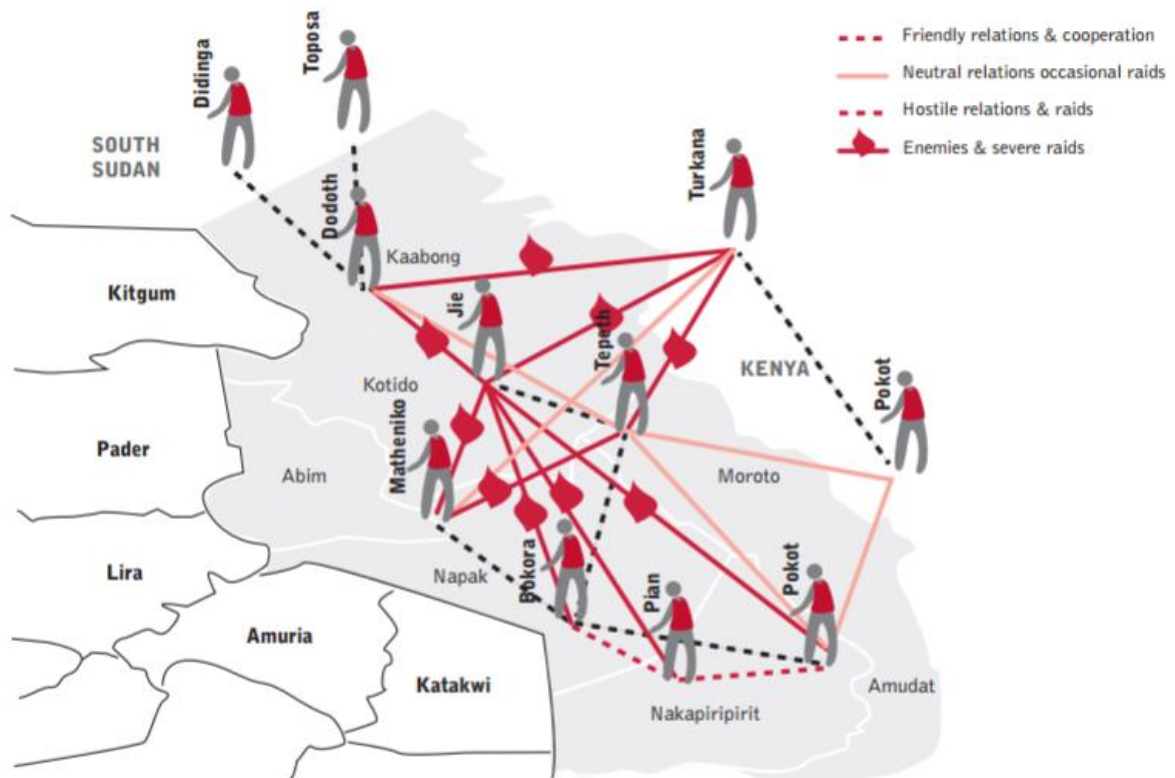 Didinga
Toposa
Friendly relations & cooperation
Neutral relations occasional raids
Hostile relations & raids
Enemies & severe raids
SOUTH
SUDAN
Turkana
Dodoth
Kaabong
Kitgum
Jie
Tepeth
KENYA
Pokot
Kotido
Matheniko
Pader
Abim
Moroto
Lira
Napak
Bokora
Pian
Pokot
Amuria
Katakwi
Amudat
Nakapiripirit